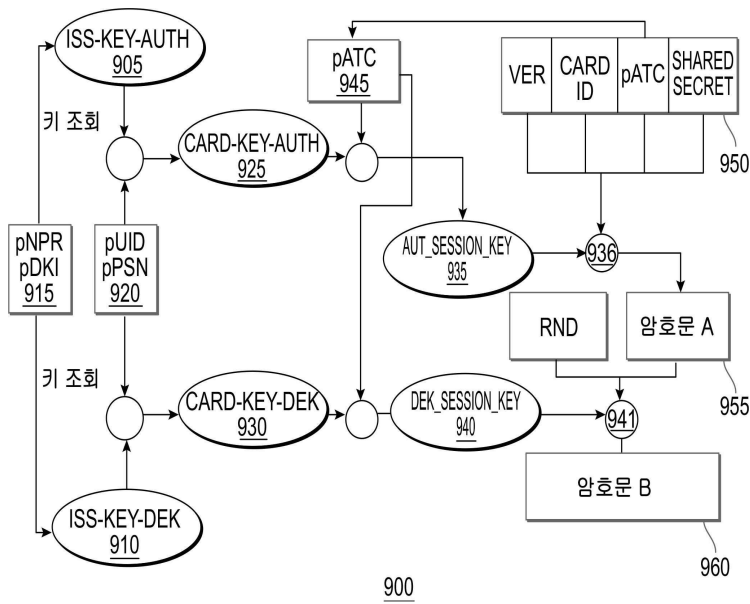 ISS-KEY-AUTH
905
키 조회
pATC
945
VER
CARD
ID
pATC
SHARED
SECRET
950
CARD-KEY-AUTH
925
pNPR
pDKI
915
pUID
pPSN
920
AUT_SESSION_KEY
935
936
RND
암호문 A
955
키 조회
CARD-KEY-DEK
930
DEK_SESSION_KEY
940
941
ISS-KEY-DEK
910
암호문 B
960
900